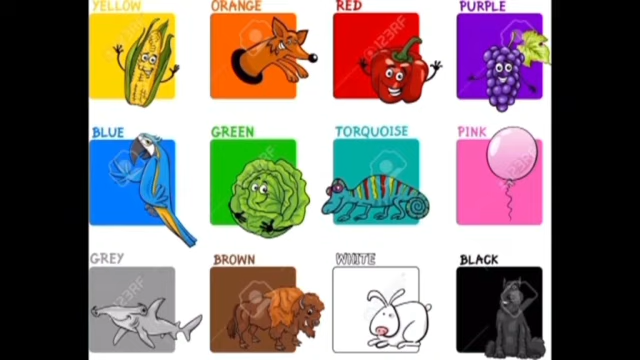 YELLOW ORANGE RED PURPLE
BLUE GREEN TORQUOISE PINK
GREY BROWN WHITE BLACK